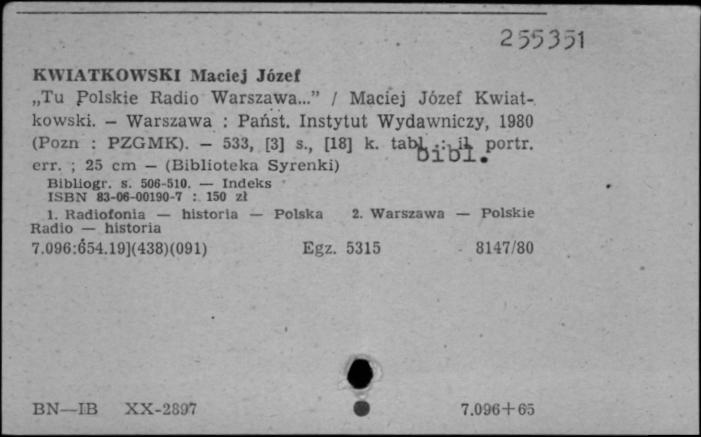 255351
KWIATKOWSKI Maciej Józef
„Tu Polskie Radio Warszawa...” / Maciej Józef Kwiat-
kowski. — Warszawa : Państ. Instytut Wydawniczy, 1980
(Pozn : PZGMK). — 533, [3] s., [18] k. tabl. : il. portr.
bibl.
err. ; 25 cm — (Biblioteka Syrenki)
Bibliogr. s. 506-510. — Indeks
ISBN 83-06-00190-7 : 150 zł
1. Radiofonia — historia — Polska 2. Warszawa — Polskie
Radio — historia
7.096:654.19](438)(091) Egz. 5315 8147/80
BN—IB XX-2897 7.096+65